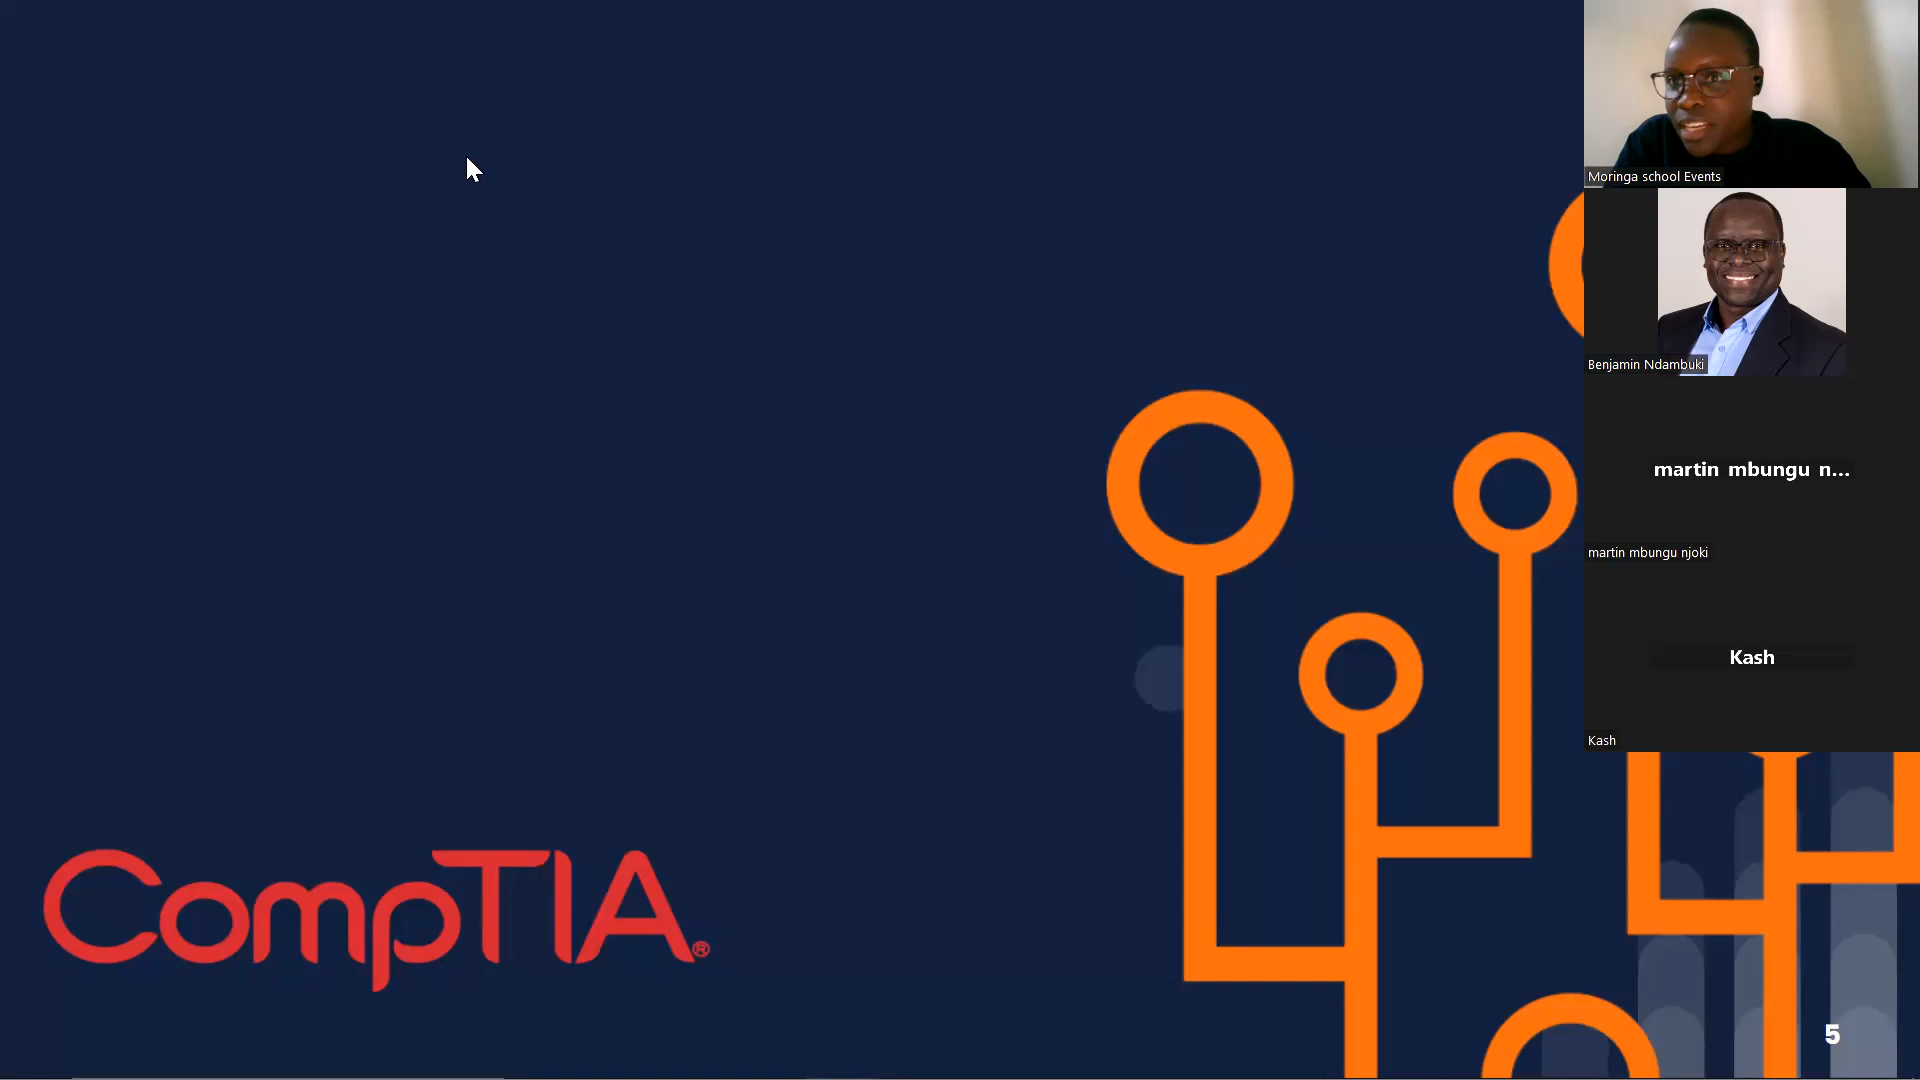 Moringa school Events
Benjamin Ndambuki
martin mbungu n...
martin mbungu njoki
Kash
Kash
CompTIA®
5